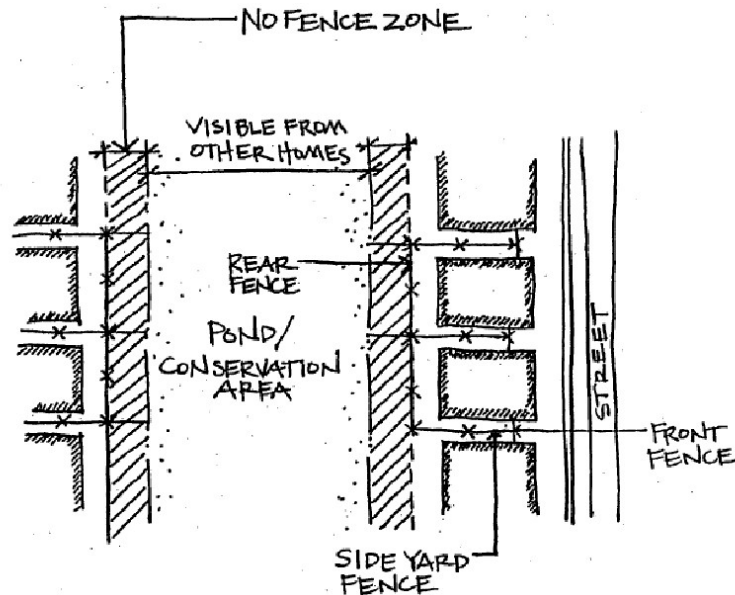 NO FENCE ZONE
VISIBLE FROM
OTHER HOMES
REAR
FENCE
POND/
CONSERVATION
AREA
STREET
FRONT
FENCE
SIDE YARD
FENCE